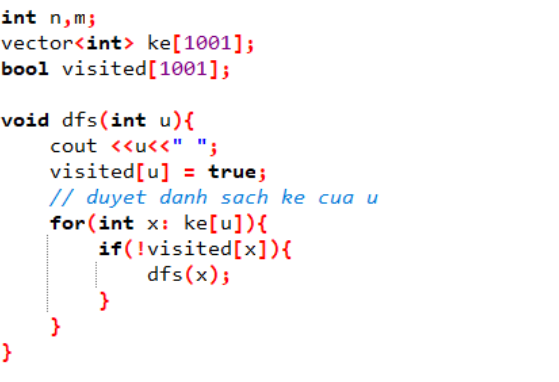 int n,m;
vector<int> ke[1001];
bool visited[1001];
void dfs(int u){
cout <<u<<" ";
visited[u] = true;
// duyet danh sach ke cua u
for(int x: ke[u]){
if(!visited[x]){
dfs(x);
}
}
}